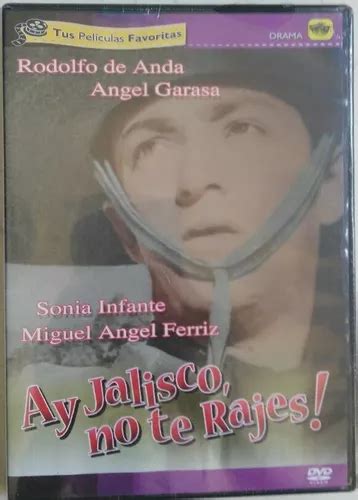 Tus Películas Favoritas
DRAMA
Rodolfo de Anda
Angel Garasa
Sonia Infante
Miguel Angel Ferriz
Ay Jalisco,
no te Rajes!
DVD
VIDEO